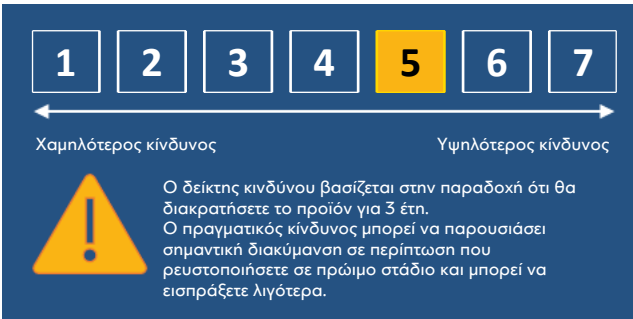 1 2 3 4 5 6 7
Χαμηλότερος κίνδυνος Υψηλότερος κίνδυνος
Ο δείκτης κινδύνου βασίζεται στην παραδοχή ότι θα
διακρατήσετε το προϊόν για 3 έτη.
Ο πραγματικός κίνδυνος μπορεί να παρουσιάσει
σημαντική διακύμανση σε περίπτωση που
ρευστοποιήσετε σε πρώιμο στάδιο και μπορεί να
εισπράξετε λιγότερα.